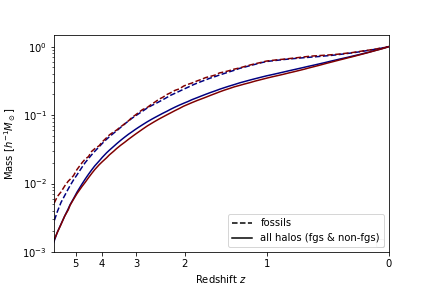 10⁰
10⁻¹
10⁻²
10⁻³
Mass [h⁻¹M_⊙]
fossils
all halos (fgs & non-fgs)
5 4 3 2 1 0
Redshift z